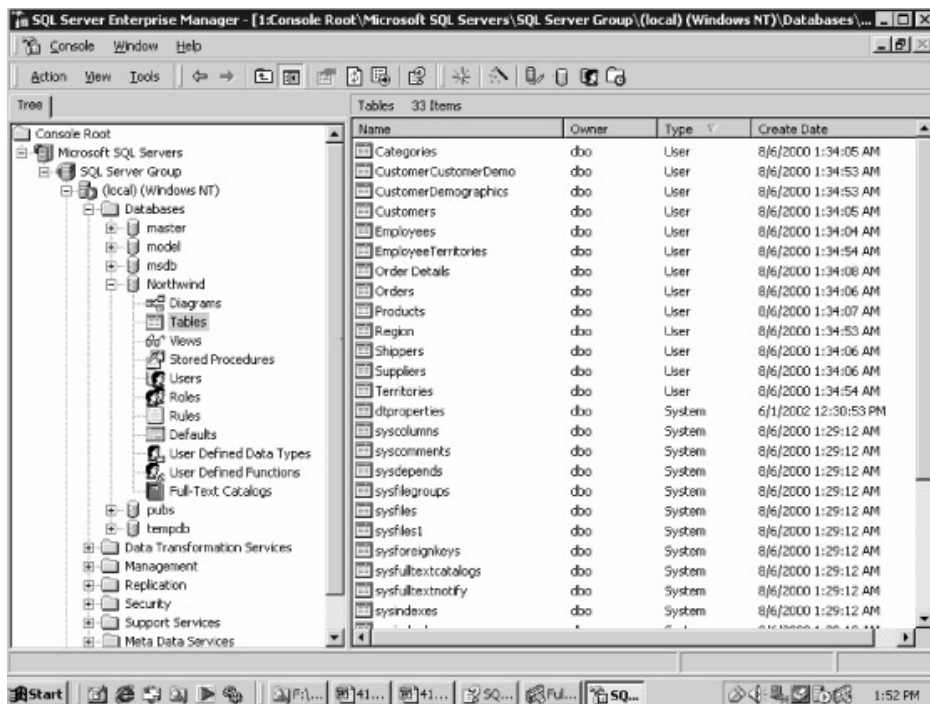 SQL Server Enterprise Manager - [1:Console Root\Microsoft SQL Servers\SQL Server Group\(local) (Windows NT)\Databases\...
Console Window Help
Action View Tools
Tree
Tables 33 Items
Console Root
Microsoft SQL Servers
SQL Server Group
(local) (Windows NT)
Databases
master
model
msdb
Northwind
Diagrams
Tables
Views
Stored Procedures
Users
Roles
Rules
Defaults
User Defined Data Types
User Defined Functions
Full-Text Catalogs
pubs
tempdb
Data Transformation Services
Management
Replication
Security
Support Services
Meta Data Services
Name Owner Type Create Date
Categories dbo User 8/6/2000 1:34:05 AM
CustomerCustomerDemo dbo User 8/6/2000 1:34:53 AM
CustomerDemographics dbo User 8/6/2000 1:34:53 AM
Customers dbo User 8/6/2000 1:34:05 AM
Employees dbo User 8/6/2000 1:34:04 AM
EmployeeTerritories dbo User 8/6/2000 1:34:54 AM
Order Details dbo User 8/6/2000 1:34:08 AM
Orders dbo User 8/6/2000 1:34:06 AM
Products dbo User 8/6/2000 1:34:07 AM
Region dbo User 8/6/2000 1:34:53 AM
Shippers dbo User 8/6/2000 1:34:06 AM
Suppliers dbo User 8/6/2000 1:34:06 AM
Territories dbo User 8/6/2000 1:34:54 AM
dtproperties dbo System 6/1/2002 12:30:53 PM
syscolumns dbo System 8/6/2000 1:29:12 AM
syscomments dbo System 8/6/2000 1:29:12 AM
sysdepends dbo System 8/6/2000 1:29:12 AM
sysfilegroups dbo System 8/6/2000 1:29:12 AM
sysfiles dbo System 8/6/2000 1:29:12 AM
sysfiles1 dbo System 8/6/2000 1:29:12 AM
sysforeignkeys dbo System 8/6/2000 1:29:12 AM
sysfulltextcatalogs dbo System 8/6/2000 1:29:12 AM
sysfulltextnotify dbo System 8/6/2000 1:29:12 AM
sysindexes dbo System 8/6/2000 1:29:12 AM
Start F:\... 41... 41... SQ... Ful... SQ... 1:52 PM